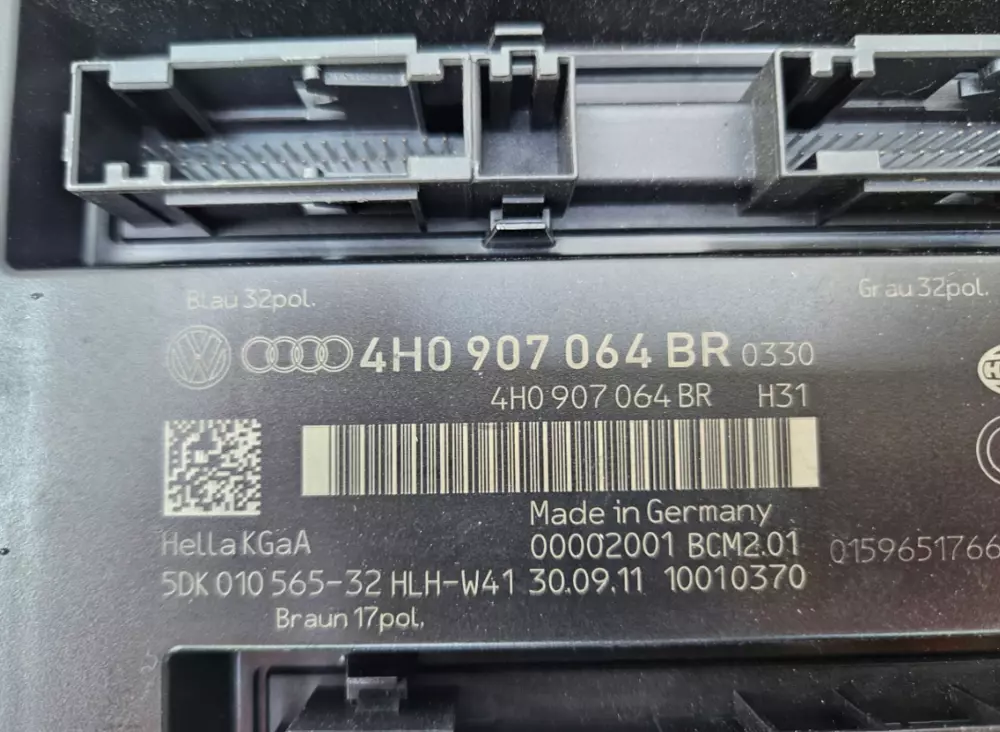 Blau 32pol.
Grau 32pol.
4H0 907 064 BR 0330
4H0 907 064 BR H31
Made in Germany
Hella KGaA 00002001 BCM2.01 0159651766
5DK 010 565-32 HLH-W41 30.09.11 10010370
Braun 17pol.